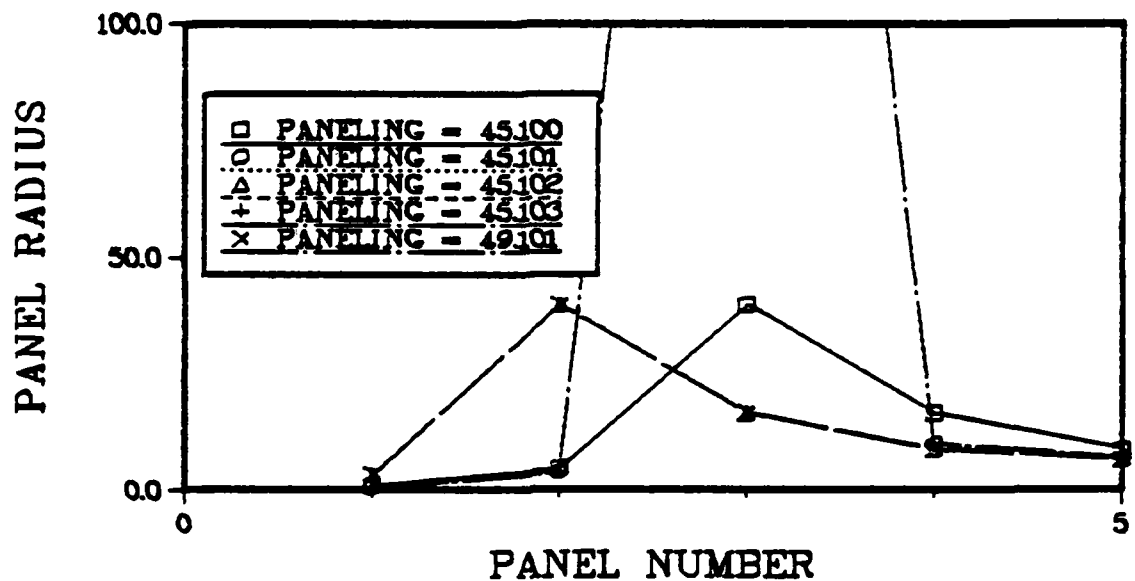 100.0
PANEL RADIUS
PANELING = 45.100
PANELING = 45.101
PANELING = 45.102
PANELING = 45.103
PANELING = 49.101
50.0
0.0
0
5
PANEL NUMBER